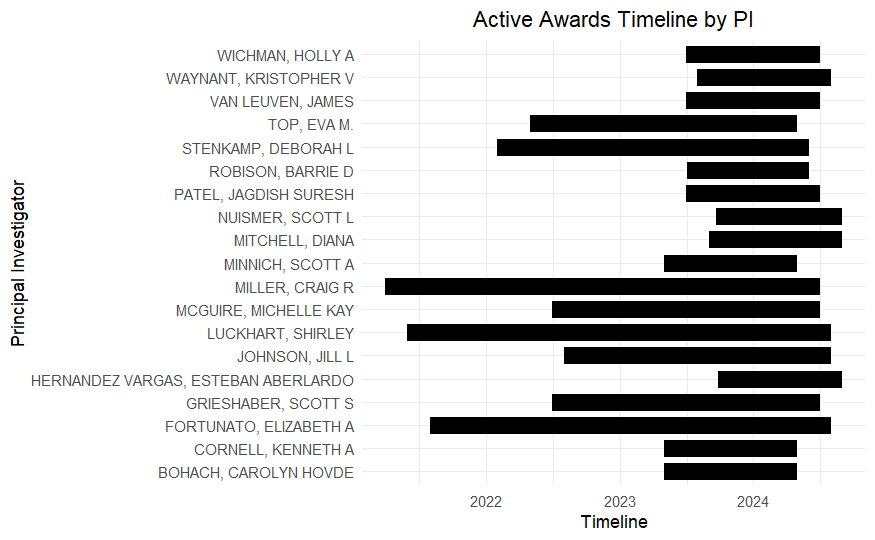 Active Awards Timeline by PI
Principal Investigator
WICHMAN, HOLLY A
WAYNANT, KRISTOPHER V
VAN LEUVEN, JAMES
TOP, EVA M.
STENKAMP, DEBORAH L
ROBISON, BARRIE D
PATEL, JAGDISH SURESH
NUISMER, SCOTT L
MITCHELL, DIANA
MINNICH, SCOTT A
MILLER, CRAIG R
MCGUIRE, MICHELLE KAY
LUCKHART, SHIRLEY
JOHNSON, JILL L
HERNANDEZ VARGAS, ESTEBAN ABERLARDO
GRIESHABER, SCOTT S
FORTUNATO, ELIZABETH A
CORNELL, KENNETH A
BOHACH, CAROLYN HOVDE
2022 2023 2024
Timeline